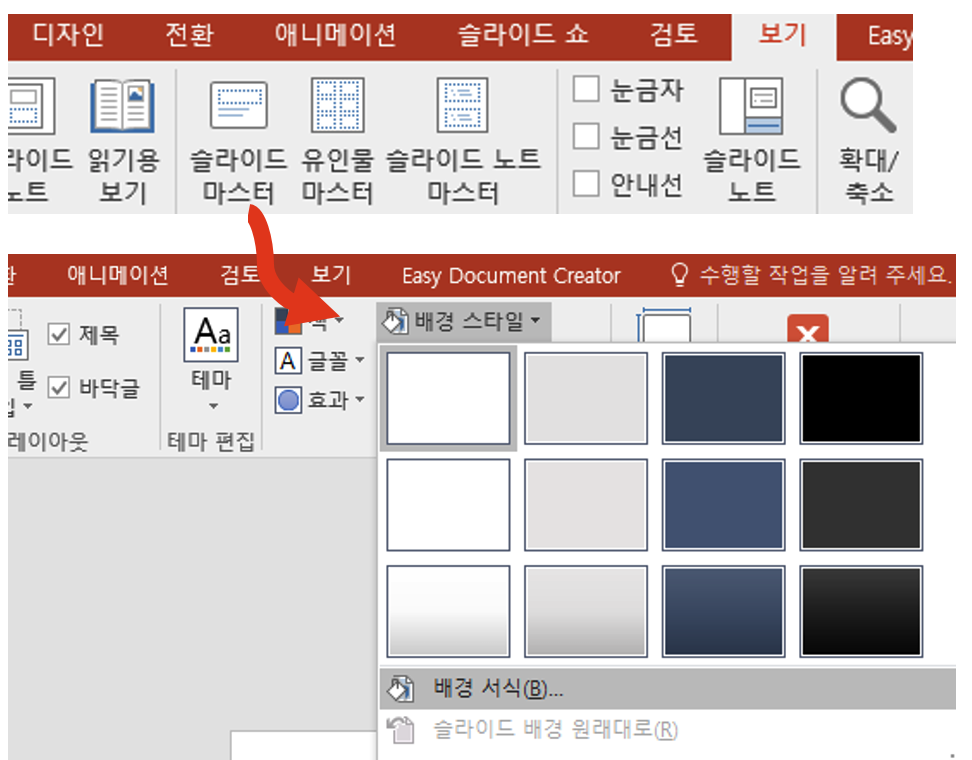 디자인 전환 애니메이션 슬라이드 쇼 검토 보기 Easy
라이드 읽기용 슬라이드 유인물 슬라이드 노트 눈금자 슬라이드 확대/
노트 보기 마스터 마스터 마스터 눈금선 노트 축소
안내선
애니메이션 검토 보기 Easy Document Creator 수행할 작업을 알려 주세요.
제목 Aa 색 배경 스타일
틀 바닥글 테마 A 글꼴
효과
레이아웃 테마 편집
배경 서식(B)...
슬라이드 배경 원래대로(R)